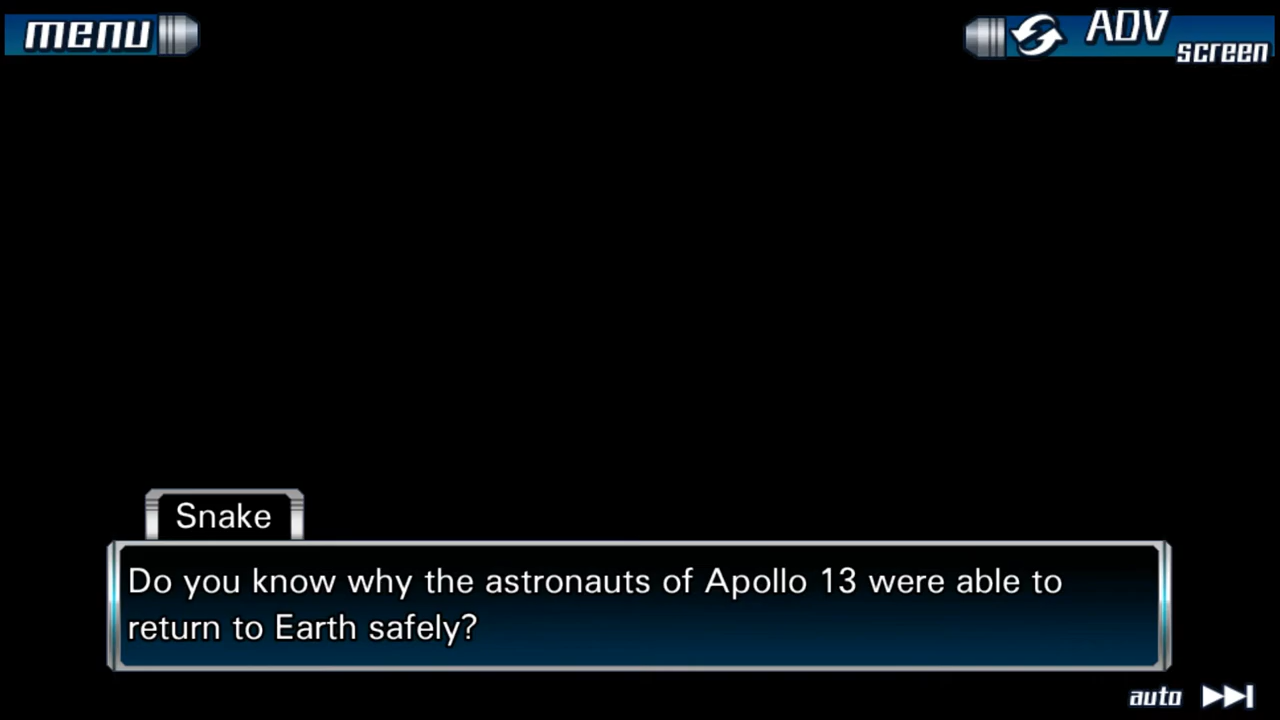 menu
ADV
screen
Snake
Do you know why the astronauts of Apollo 13 were able to
return to Earth safely?
auto